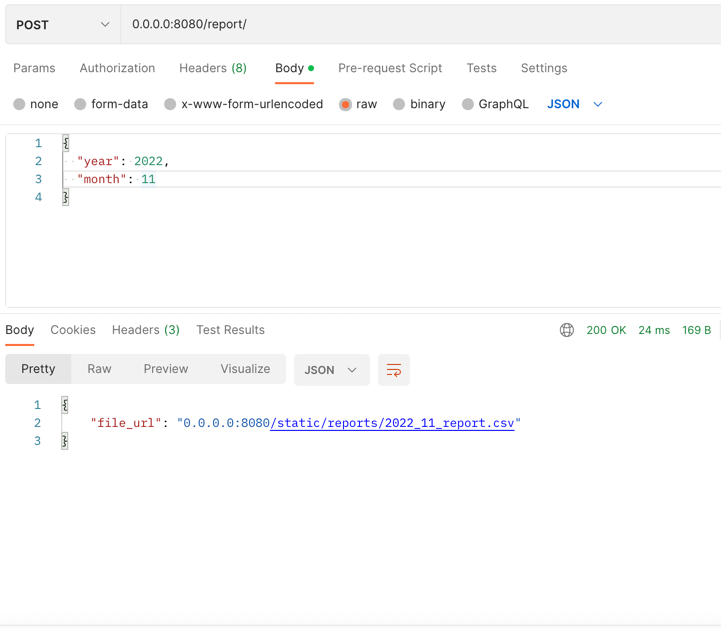 POST 0.0.0.0:8080/report/
Params Authorization Headers (8) Body Pre-request Script Tests Settings
none form-data x-www-form-urlencoded raw binary GraphQL JSON
1 {
2 "year": 2022,
3 "month": 11
4 }
Body Cookies Headers (3) Test Results 200 OK 24 ms 169 B
Pretty Raw Preview Visualize JSON
1 {
2 "file_url": "0.0.0.0:8080/static/reports/2022_11_report.csv"
3 }